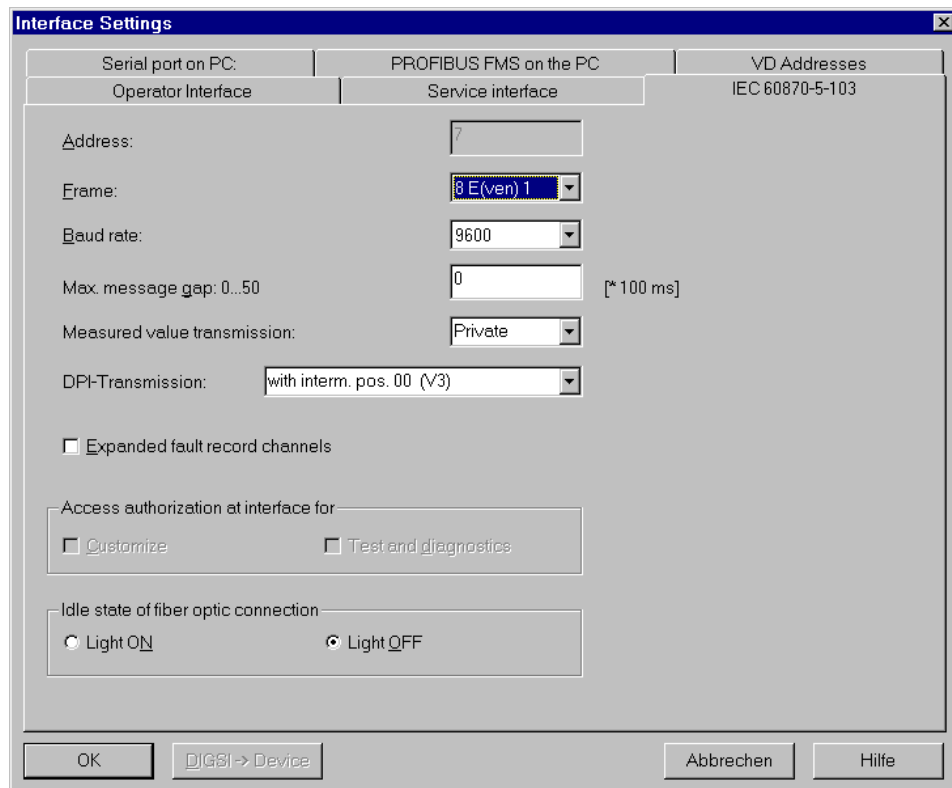 Interface Settings
Serial port on PC:
PROFIBUS FMS on the PC
VD Addresses
Operator Interface
Service interface
IEC 60870-5-103
Address:
7
Frame:
8 E(ven) 1
Baud rate:
9600
Max. message gap: 0...50
0
[* 100 ms]
Measured value transmission:
Private
DPI-Transmission:
with interm. pos. 00 (V3)
Expanded fault record channels
Access authorization at interface for
Customize
Test and diagnostics
Idle state of fiber optic connection
Light ON
Light OFF
OK
DIGSI -> Device
Abbrechen
Hilfe